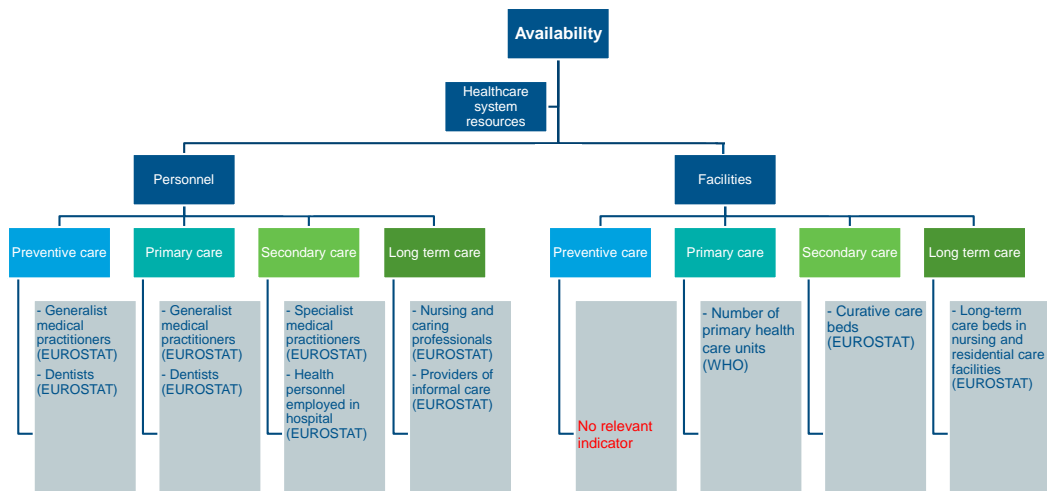 Availability
Healthcare
system
resources
Personnel
Facilities
Preventive care
Primary care
Secondary care
Long term care
Preventive care
Primary care
Secondary care
Long term care
- Generalist
medical
practitioners
(EUROSTAT)
- Dentists
(EUROSTAT)
- Generalist
medical
practitioners
(EUROSTAT)
- Dentists
(EUROSTAT)
- Specialist
medical
practitioners
(EUROSTAT)
- Health
personnel
employed in
hospital
(EUROSTAT)
- Nursing and
caring
professionals
(EUROSTAT)
- Providers of
informal care
(EUROSTAT)
No relevant
indicator
- Number of
primary health
care units
(WHO)
- Curative care
beds
(EUROSTAT)
- Long-term
care beds in
nursing and
residential care
facilities
(EUROSTAT)